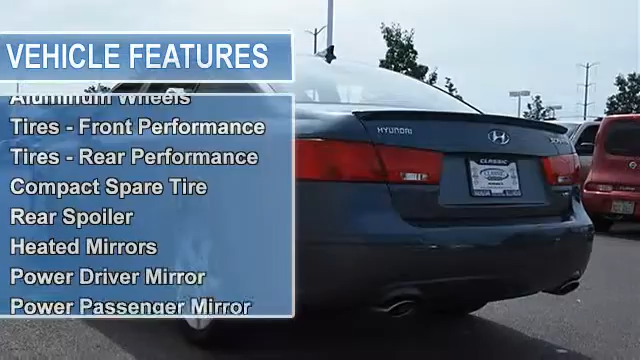 VEHICLE FEATURES
Aluminum Wheels
Tires - Front Performance
Tires - Rear Performance
Compact Spare Tire
Rear Spoiler
Heated Mirrors
Power Driver Mirror
Power Passenger Mirror
HYUNDAI
CLASSIC